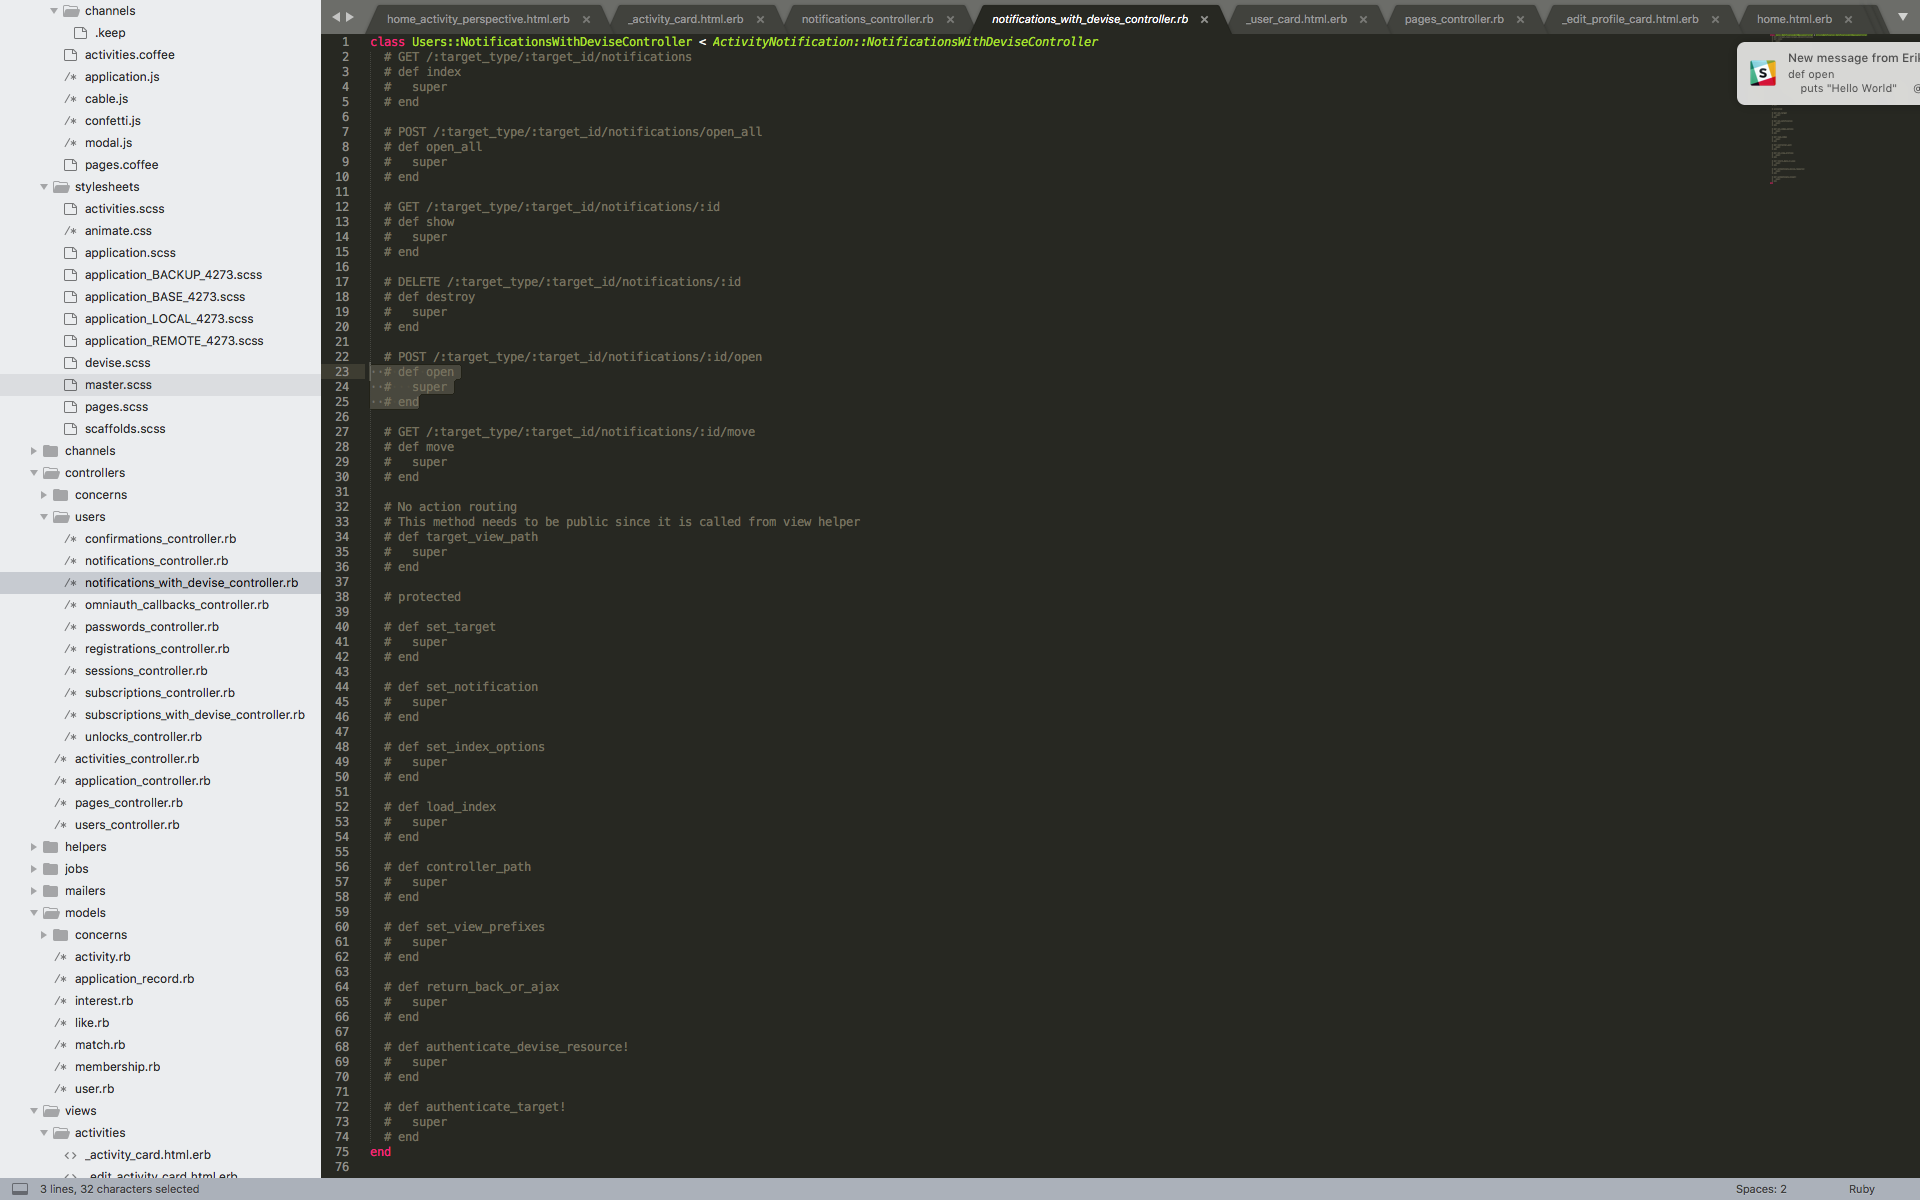 channels
.keep
activities.coffee
/* application.js
/* cable.js
/* confetti.js
/* modal.js
pages.coffee
stylesheets
activities.scss
/* animate.css
application.scss
application_BACKUP_4273.scss
application_BASE_4273.scss
application_LOCAL_4273.scss
application_REMOTE_4273.scss
devise.scss
master.scss
pages.scss
scaffolds.scss
channels
controllers
concerns
users
/* confirmations_controller.rb
/* notifications_controller.rb
/* notifications_with_devise_controller.rb
/* omniauth_callbacks_controller.rb
/* passwords_controller.rb
/* registrations_controller.rb
/* sessions_controller.rb
/* subscriptions_controller.rb
/* subscriptions_with_devise_controller.rb
/* unlocks_controller.rb
/* activities_controller.rb
/* application_controller.rb
/* pages_controller.rb
/* users_controller.rb
helpers
jobs
mailers
models
concerns
/* activity.rb
/* application_record.rb
/* interest.rb
/* like.rb
/* match.rb
/* membership.rb
/* user.rb
views
activities
<> _activity_card.html.erb
<> _edit_activity_card.html.erb
home_activity_perspective.html.erb × _activity_card.html.erb × notifications_controller.rb × notifications_with_devise_controller.rb × _user_card.html.erb × pages_controller.rb × _edit_profile_card.html.erb × home.html.erb ×
1 class Users::NotificationsWithDeviseController < ActivityNotification::NotificationsWithDeviseController
2 # GET /:target_type/:target_id/notifications
3 # def index
4 #   super
5 # end
6
7 # POST /:target_type/:target_id/notifications/open_all
8 # def open_all
9 #   super
10 # end
11
12 # GET /:target_type/:target_id/notifications/:id
13 # def show
14 #   super
15 # end
16
17 # DELETE /:target_type/:target_id/notifications/:id
18 # def destroy
19 #   super
20 # end
21
22 # POST /:target_type/:target_id/notifications/:id/open
23 # def open
24 #   super
25 # end
26
27 # GET /:target_type/:target_id/notifications/:id/move
28 # def move
29 #   super
30 # end
31
32 # No action routing
33 # This method needs to be public since it is called from view helper
34 # def target_view_path
35 #   super
36 # end
37
38 # protected
39
40 # def set_target
41 #   super
42 # end
43
44 # def set_notification
45 #   super
46 # end
47
48 # def set_index_options
49 #   super
50 # end
51
52 # def load_index
53 #   super
54 # end
55
56 # def controller_path
57 #   super
58 # end
59
60 # def set_view_prefixes
61 #   super
62 # end
63
64 # def return_back_or_ajax
65 #   super
66 # end
67
68 # def authenticate_devise_resource!
69 #   super
70 # end
71
72 # def authenticate_target!
73 #   super
74 # end
75 end
76
New message from Erik
def open
puts "Hello World" @
3 lines, 32 characters selected
Spaces: 2
Ruby